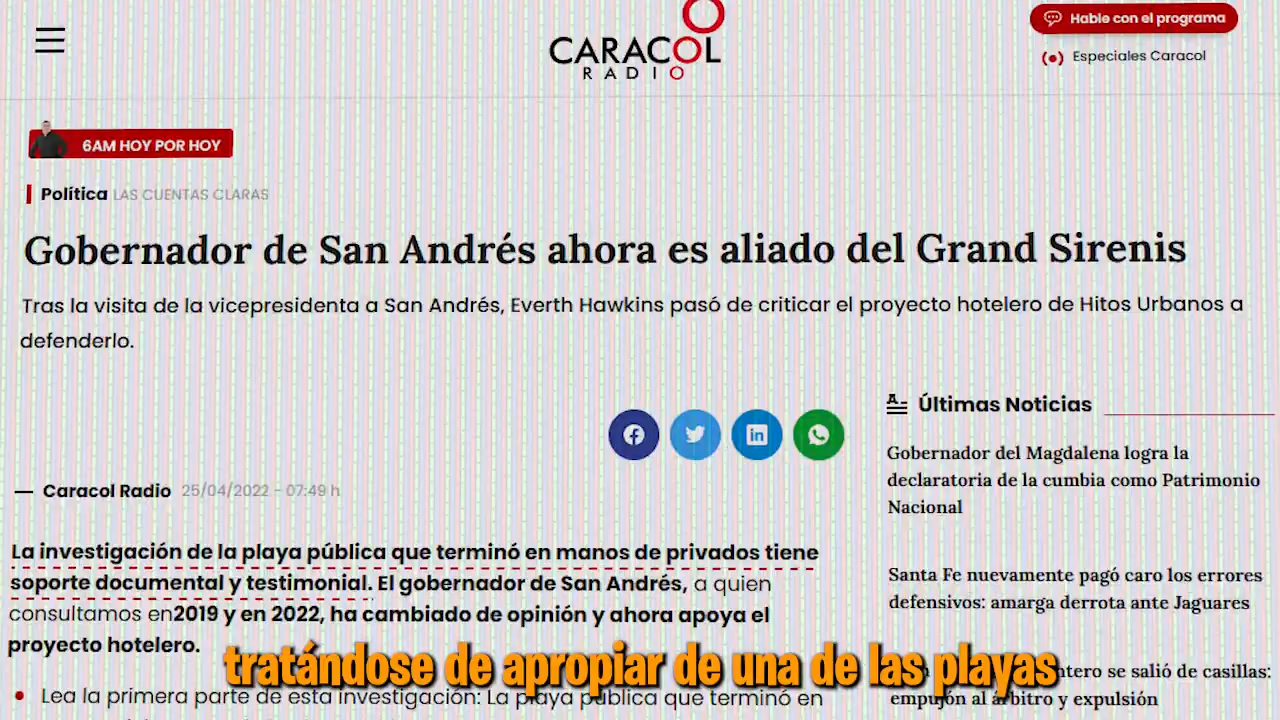 CARACOL
RADIO
Hable con el programa
Especiales Caracol
6AM HOY POR HOY
Política LAS CUENTAS CLARAS
Gobernador de San Andrés ahora es aliado del Grand Sirenis
Tras la visita de la vicepresidenta a San Andrés, Everth Hawkins pasó de criticar el proyecto hotelero de Hitos Urbanos a
defenderlo.
Caracol Radio 25/04/2022 - 07:49 h
La investigación de la playa pública que terminó en manos de privados tiene
soporte documental y testimonial. El gobernador de San Andrés, a quien
consultamos en2019 y en 2022, ha cambiado de opinión y ahora apoya el
proyecto hotelero.
Lea la primera parte de esta investigación: La playa pública que terminó en
Últimas Noticias
Gobernador del Magdalena logra la
declaratoria de la cumbia como Patrimonio
Nacional
Santa Fe nuevamente pagó caro los errores
defensivos: amarga derrota ante Jaguares
se salió de casillas:
empujón al árbitro y expulsión
tratándose de apropiar de una de las playas